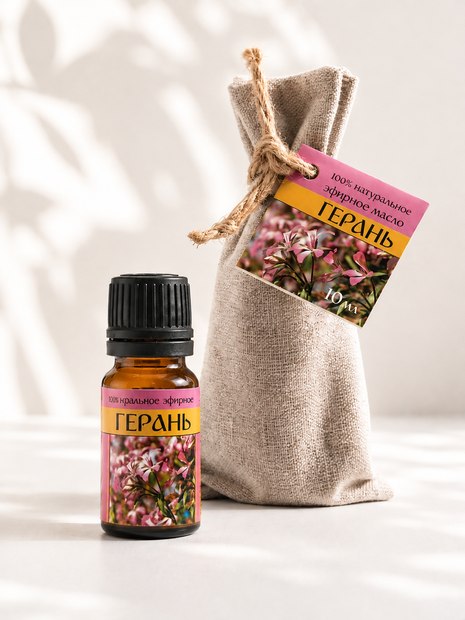 100% натуральное
эфирное масло
ГЕРАНЬ
10 мл
100% кральное эфирное
ГЕРАНЬ